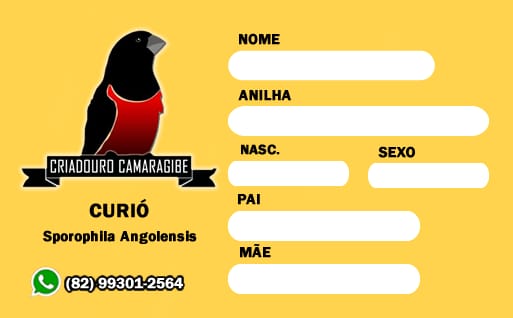 CRIADOURO CAMARAGIBE
CURIÓ
Sporophila Angolensis
(82) 99301-2564
NOME
ANILHA
NASC.
SEXO
PAI
MÃE